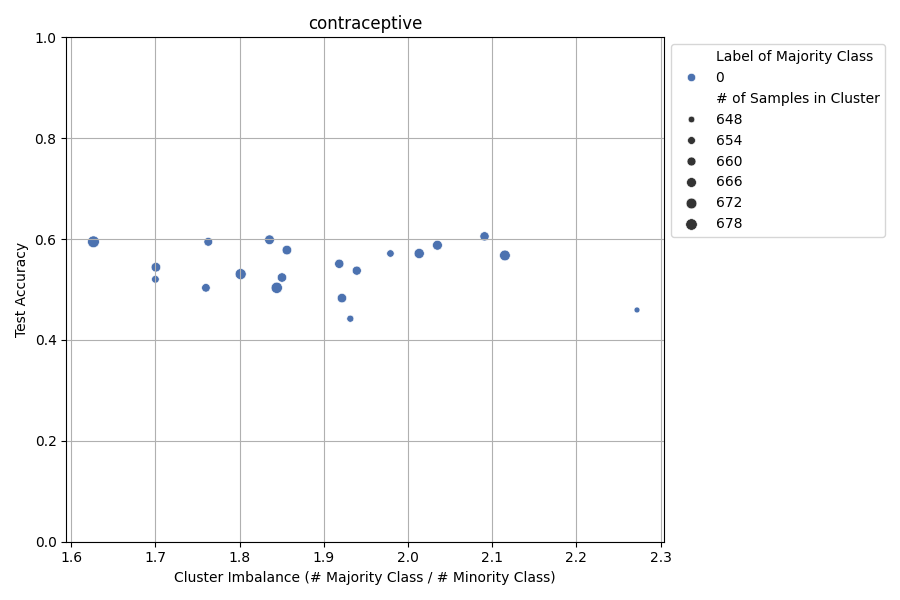 contraceptive
Test Accuracy
1.0
0.8
0.6
0.4
0.2
0.0
1.6 1.7 1.8 1.9 2.0 2.1 2.2 2.3
Cluster Imbalance (# Majority Class / # Minority Class)
Label of Majority Class
0
# of Samples in Cluster
648
654
660
666
672
678